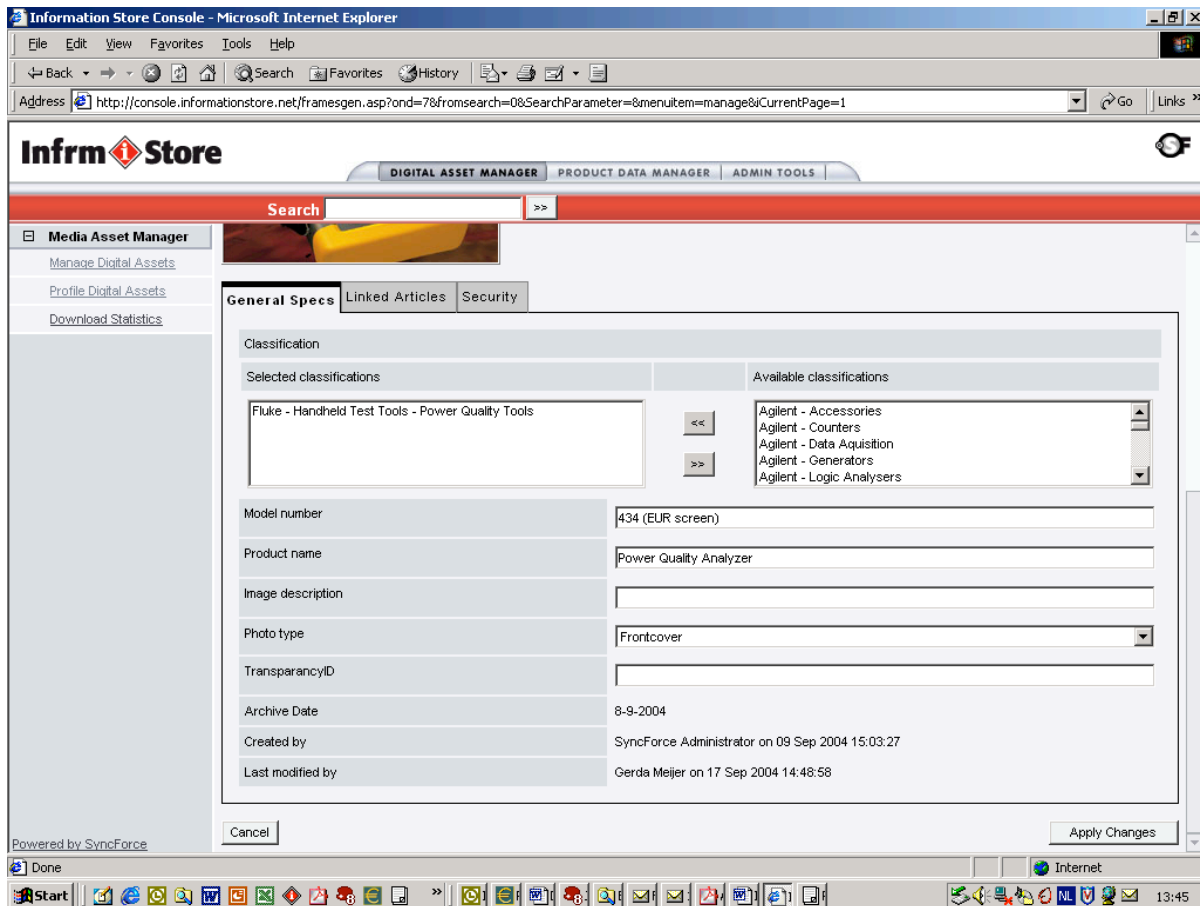 Information Store Console - Microsoft Internet Explorer
File Edit View Favorites Tools Help
Back Search Favorites History
Address http://console.informationstore.net/framesgen.asp?ond=7&fromsearch=0&SearchParameter=&menuitem=manage&iCurrentPage=1 Go Links »
Infrm i Store
DIGITAL ASSET MANAGER PRODUCT DATA MANAGER ADMIN TOOLS
Search >>
Media Asset Manager
Manage Digital Assets
Profile Digital Assets
Download Statistics
General Specs Linked Articles Security
Classification
Selected classifications Available classifications
Fluke - Handheld Test Tools - Power Quality Tools
<<
>>
Agilent - Accessories
Agilent - Counters
Agilent - Data Aquisition
Agilent - Generators
Agilent - Logic Analysers
Model number 434 (EUR screen)
Product name Power Quality Analyzer
Image description
Photo type Frontcover
TransparancyID
Archive Date 8-9-2004
Created by SyncForce Administrator on 09 Sep 2004 15:03:27
Last modified by Gerda Meijer on 17 Sep 2004 14:48:58
Cancel Apply Changes
Powered by SyncForce
Done Internet
Start » NL 13:45